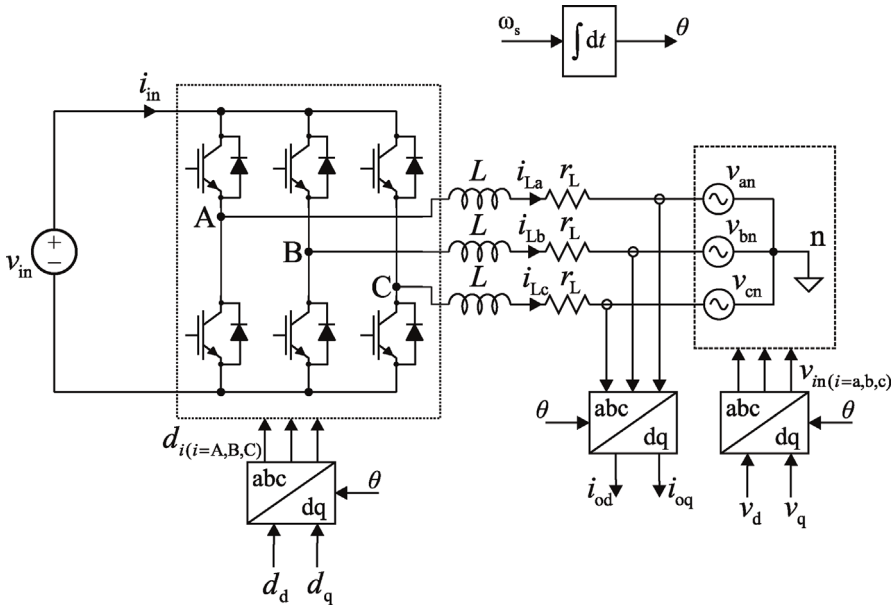 ω_s
∫ dt
θ
i_in
v_in
+
−
A
B
C
L
i_La
r_L
L
i_Lb
r_L
L
i_Lc
r_L
v_an
v_bn
v_cn
n
v_in(i=a,b,c)
θ
abc
dq
i_od
i_oq
abc
dq
θ
v_d
v_q
d_i(i=A,B,C)
abc
dq
θ
d_d
d_q